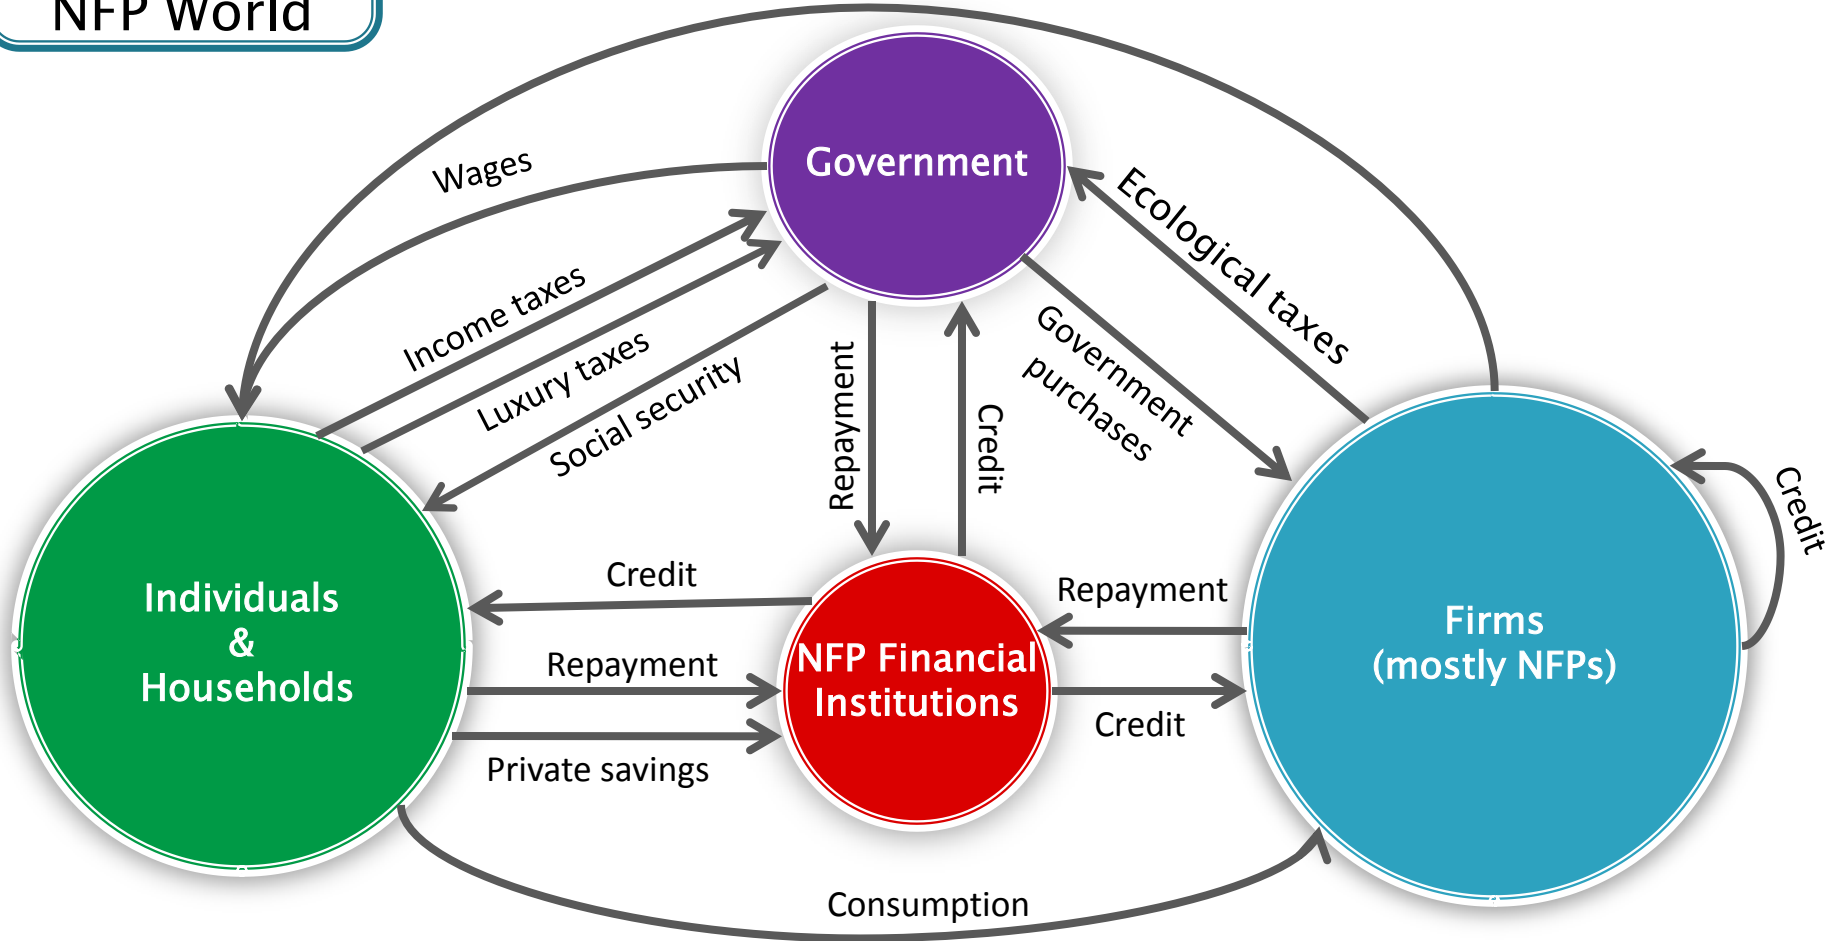 NFP World
Government
Wages
Ecological taxes
Income taxes
Luxury taxes
Social security
Repayment
Credit
Government
purchases
Credit
Individuals
&
Households
Credit
Repayment
Private savings
NFP Financial
Institutions
Repayment
Credit
Firms
(mostly NFPs)
Consumption